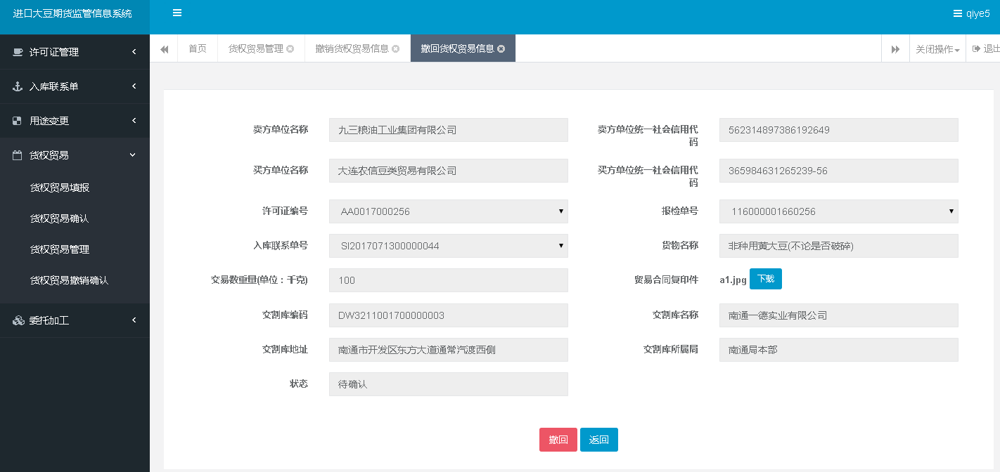 进口大豆期货监管信息系统
qiye5
许可证管理
入库联系单
用途变更
货权贸易
货权贸易填报
货权贸易确认
货权贸易管理
货权贸易撤销确认
委托加工
首页 货权贸易管理 撤销货权贸易信息 撤回货权贸易信息 关闭操作 退出
卖方单位名称 九三粮油工业集团有限公司 卖方单位统一社会信用代
码 562314897386192649
买方单位名称 大连农信豆类贸易有限公司 买方单位统一社会信用代
码 365984631265239-56
许可证编号 AA0017000256 报检单号 116000001660256
入库联系单号 SI2017071300000044 货物名称 非种用黄大豆(不论是否破碎)
交易数重量(单位：千克) 100 贸易合同复印件 a1.jpg 下载
交割库编码 DW3211001700000003 交割库名称 南通一德实业有限公司
交割库地址 南通市开发区东方大道通常汽渡西侧 交割库所属局 南通局本部
状态 待确认
撤回 返回